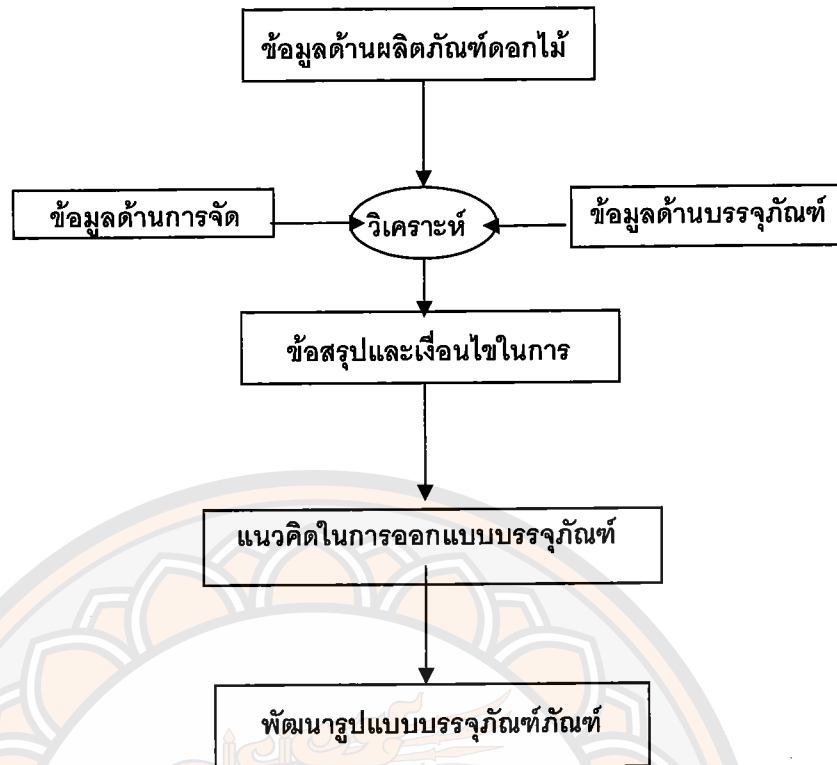 ข้อมูลด้านผลิตภัณฑ์ดอกไม้
ข้อมูลด้านการจัด
วิเคราะห์
ข้อมูลด้านบรรจุภัณฑ์
ข้อสรุปและเงื่อนไขในการ
แนวคิดในการออกแบบบรรจุภัณฑ์
พัฒนารูปแบบบรรจุภัณฑ์ภัณฑ์